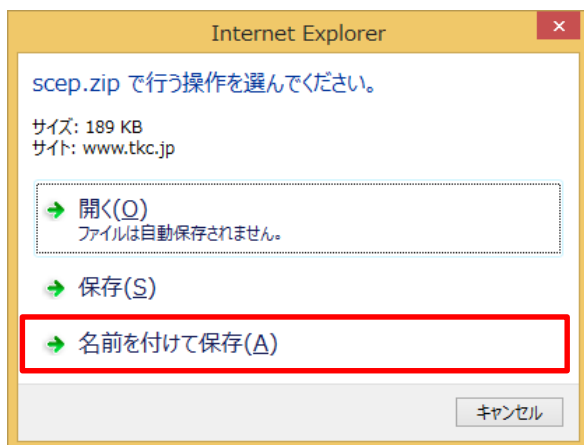 Internet Explorer
scep.zip で行う操作を選んでください。
サイズ: 189 KB
サイト: www.tkc.jp
開く(O)
ファイルは自動保存されません。
保存(S)
名前を付けて保存(A)
キャンセル